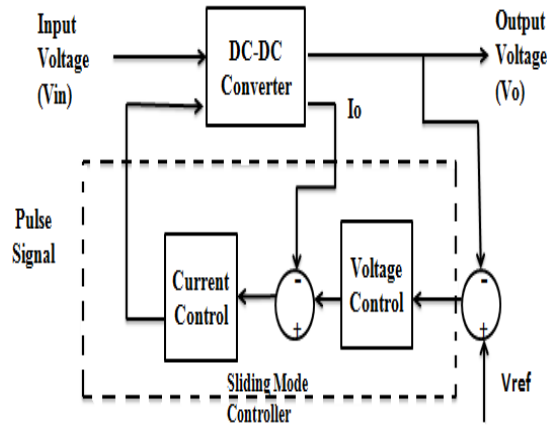 Input
Voltage
(Vin)
DC-DC
Converter
Output
Voltage
(Vo)
Io
Pulse
Signal
Current
Control
-
+
Voltage
Control
-
+
Sliding Mode
Controller
Vref